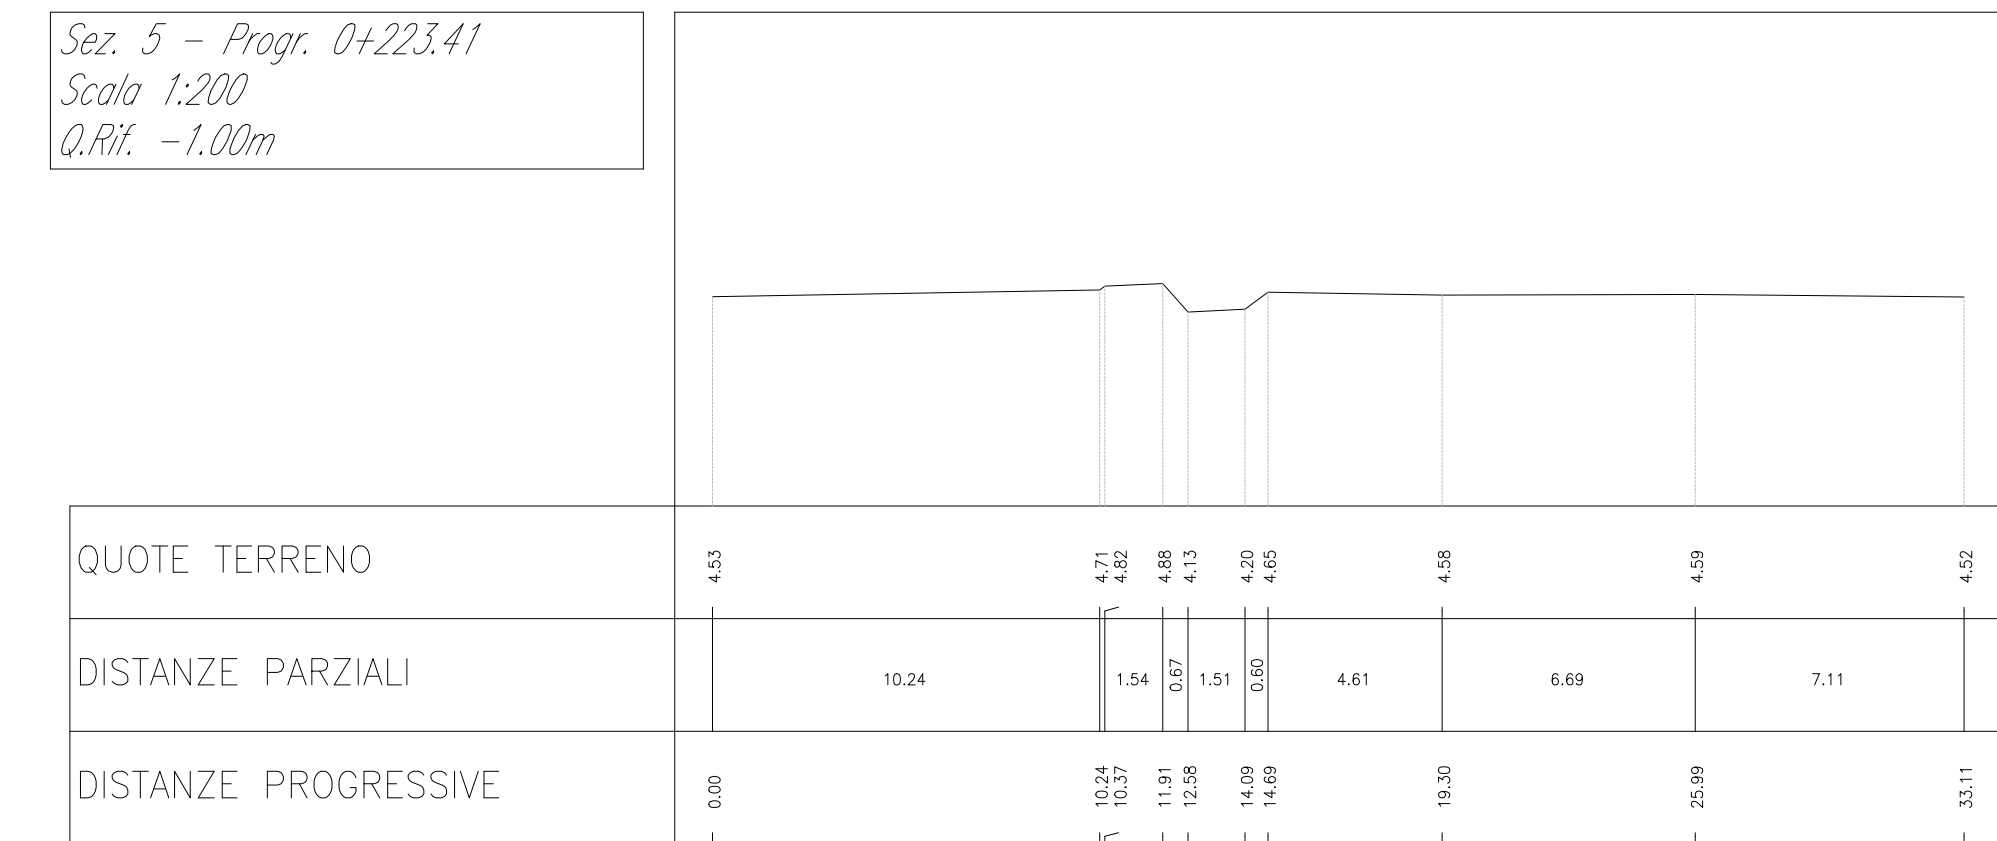 Sez. 5 - Progr. 0+223.41
Scala 1:200
Q.Rif. -1.00m
QUOTE TERRENO 4.53 4.71 4.82 4.88 4.13 4.20 4.65 4.58 4.59 4.52
DISTANZE PARZIALI 10.24 1.54 0.67 1.51 0.60 4.61 6.69 7.11
DISTANZE PROGRESSIVE 0.00 10.24 10.37 11.91 12.58 14.09 14.69 19.30 25.99 33.11